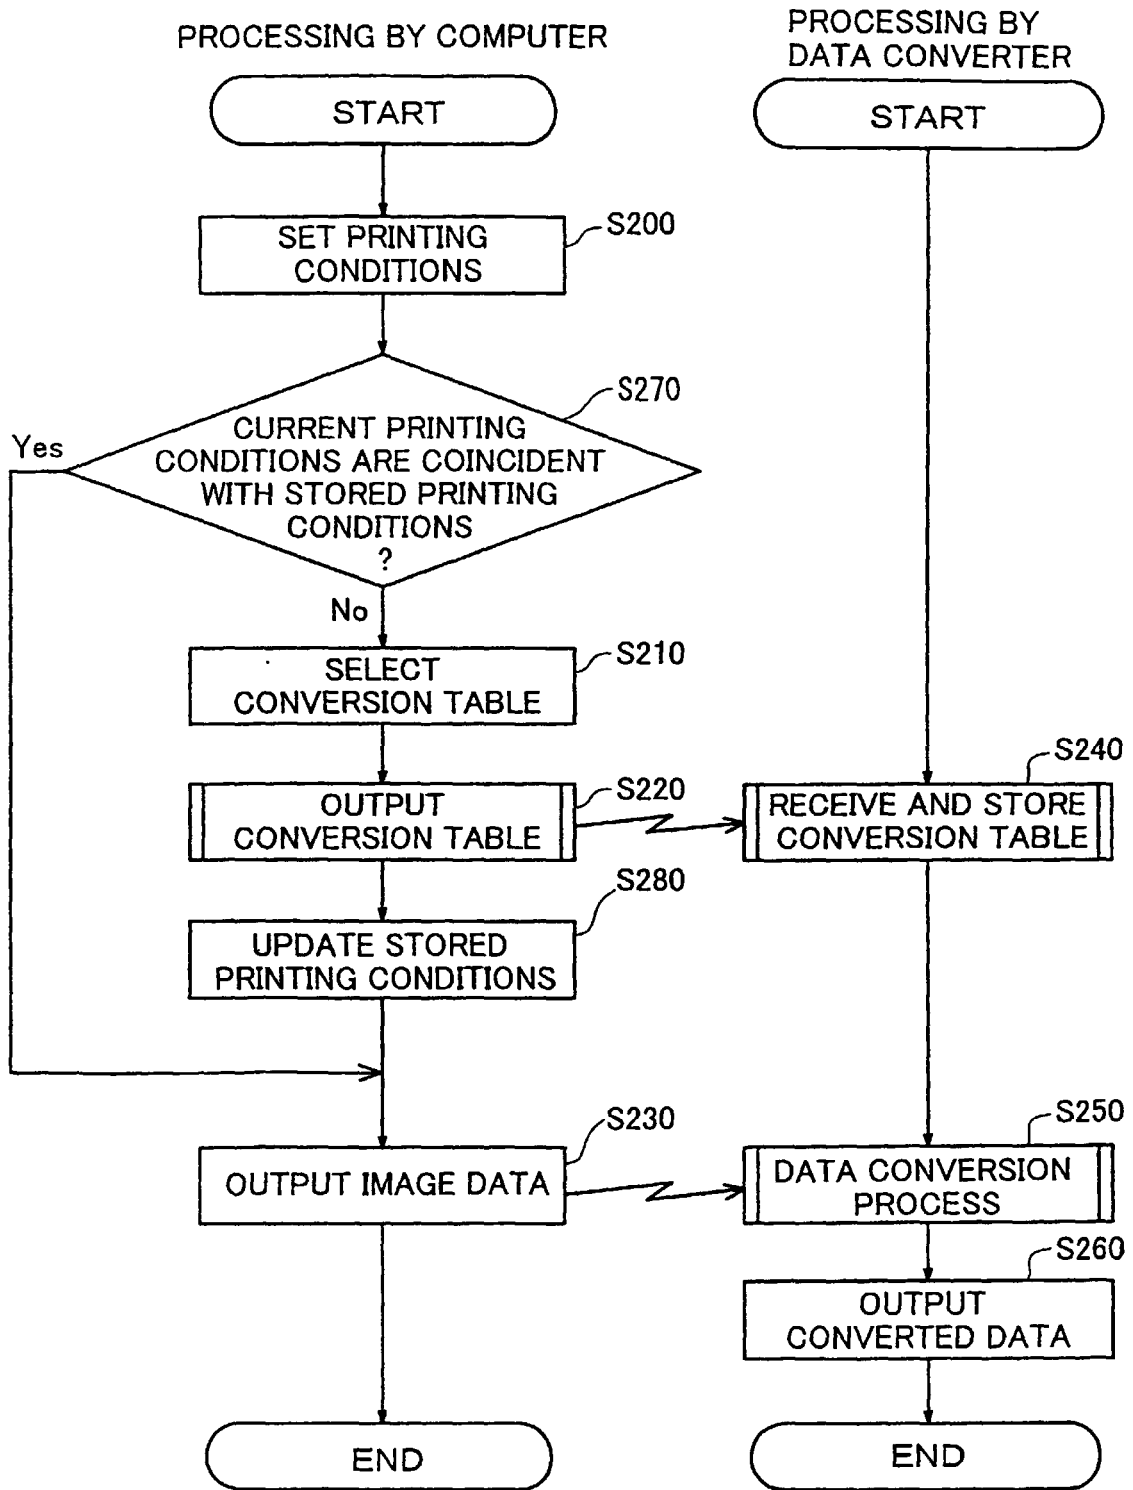 PROCESSING BY COMPUTER
START
SET PRINTING
CONDITIONS
S200
CURRENT PRINTING
CONDITIONS ARE COINCIDENT
WITH STORED PRINTING
CONDITIONS
?
S270
Yes
No
SELECT
CONVERSION TABLE
S210
OUTPUT
CONVERSION TABLE
S220
UPDATE STORED
PRINTING CONDITIONS
S280
OUTPUT IMAGE DATA
S230
END
PROCESSING BY
DATA CONVERTER
START
RECEIVE AND STORE
CONVERSION TABLE
S240
DATA CONVERSION
PROCESS
S250
OUTPUT
CONVERTED DATA
S260
END